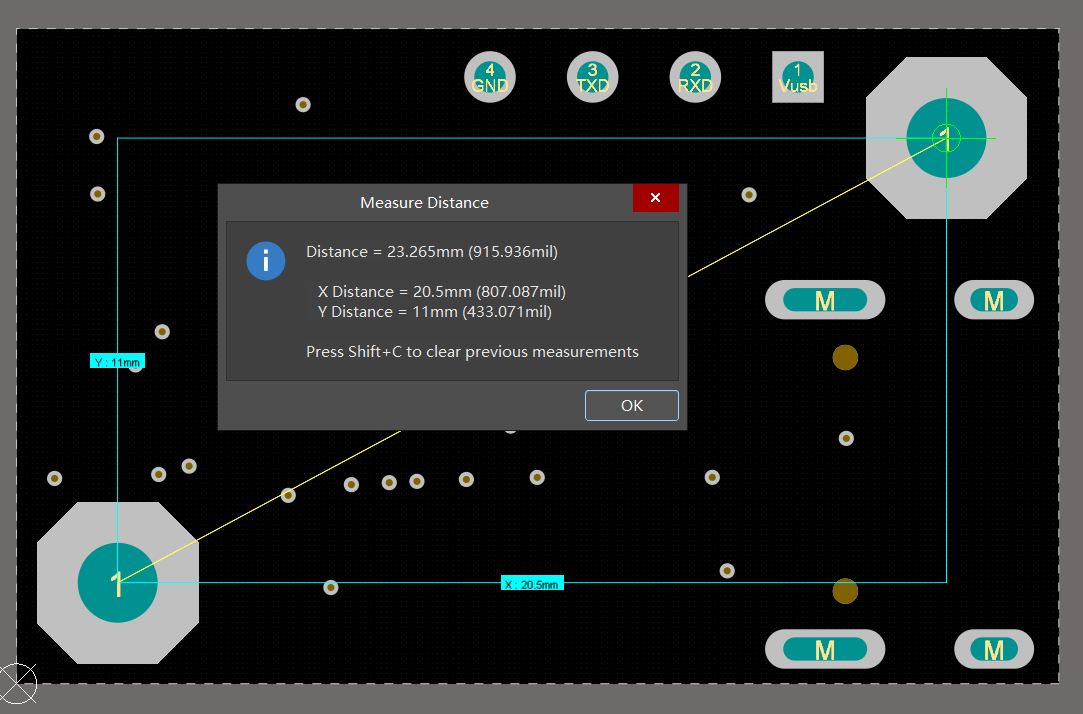 4
GND
3
TXD
2
RXD
1
Vusb
1
Measure Distance
Distance = 23.265mm (915.936mil)
X Distance = 20.5mm (807.087mil)
Y Distance = 11mm (433.071mil)
Press Shift+C to clear previous measurements
OK
M
M
Y : 11mm
1
X : 20.5mm
M
M